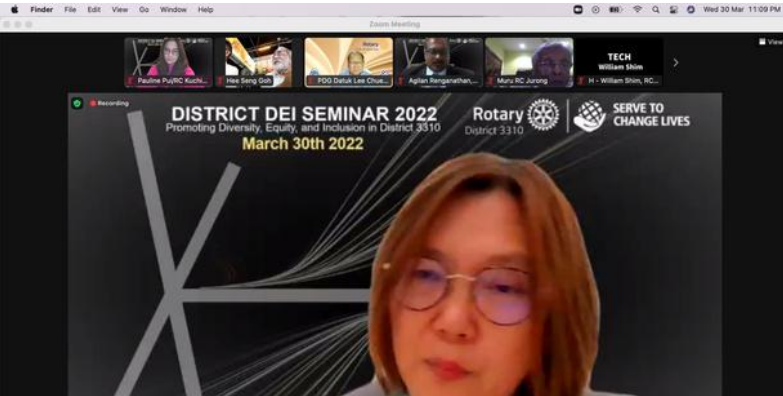 Finder File Edit View Go Window Help
Wed 30 Mar 11:09 PM
Zoom Meeting
View
Pauline Pui/RC Kuchi...
Hee Seng Goh
PDG Datuk Lee Chue...
Agilan Renganathan,...
Muru RC Jurong
TECH
William Shim
H - William Shim, RC...
Recording
DISTRICT DEI SEMINAR 2022
Promoting Diversity, Equity, and Inclusion in District 3310
March 30th 2022
Rotary
District 3310
SERVE TO
CHANGE LIVES